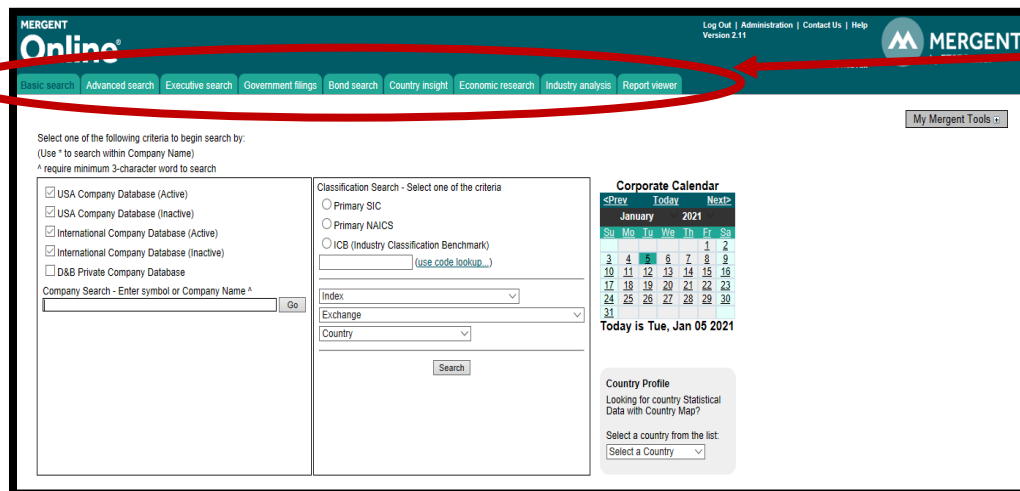 MERGENT
Online®
Log Out | Administration | Contact Us | Help
Version 2.11
MERGENT
Basic search
Advanced search
Executive search
Government filings
Bond search
Country insight
Economic research
Industry analysis
Report viewer
My Mergent Tools
Select one of the following criteria to begin search by:
(Use * to search within Company Name)
^ require minimum 3-character word to search
USA Company Database (Active)
USA Company Database (Inactive)
International Company Database (Active)
International Company Database (Inactive)
D&B Private Company Database
Company Search - Enter symbol or Company Name ^
Go
Classification Search - Select one of the criteria
Primary SIC
Primary NAICS
ICB (Industry Classification Benchmark)
(use code lookup...)
Index
Exchange
Country
Search
Corporate Calendar
<Prev Today Next>
January 2021
Su Mo Tu We Th Fr Sa
1 2
3 4 5 6 7 8 9
10 11 12 13 14 15 16
17 18 19 20 21 22 23
24 25 26 27 28 29 30
31
Today is Tue, Jan 05 2021
Country Profile
Looking for country Statistical
Data with Country Map?
Select a country from the list:
Select a Country